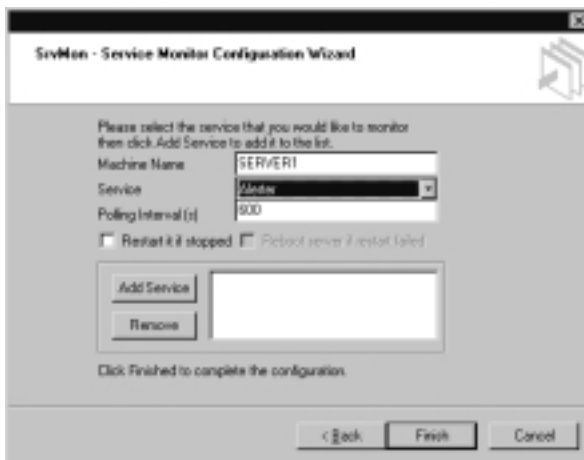 SrvMon - Service Monitor Configuration Wizard
Please select the service that you would like to monitor
then click Add Service to add it to the list.
Machine Name SERVER1
Service Alerter
Polling Interval (s) 600
Restart it if stopped Reboot server if restart failed
Add Service
Remove
Click Finished to complete the configuration.
< Back Finish Cancel